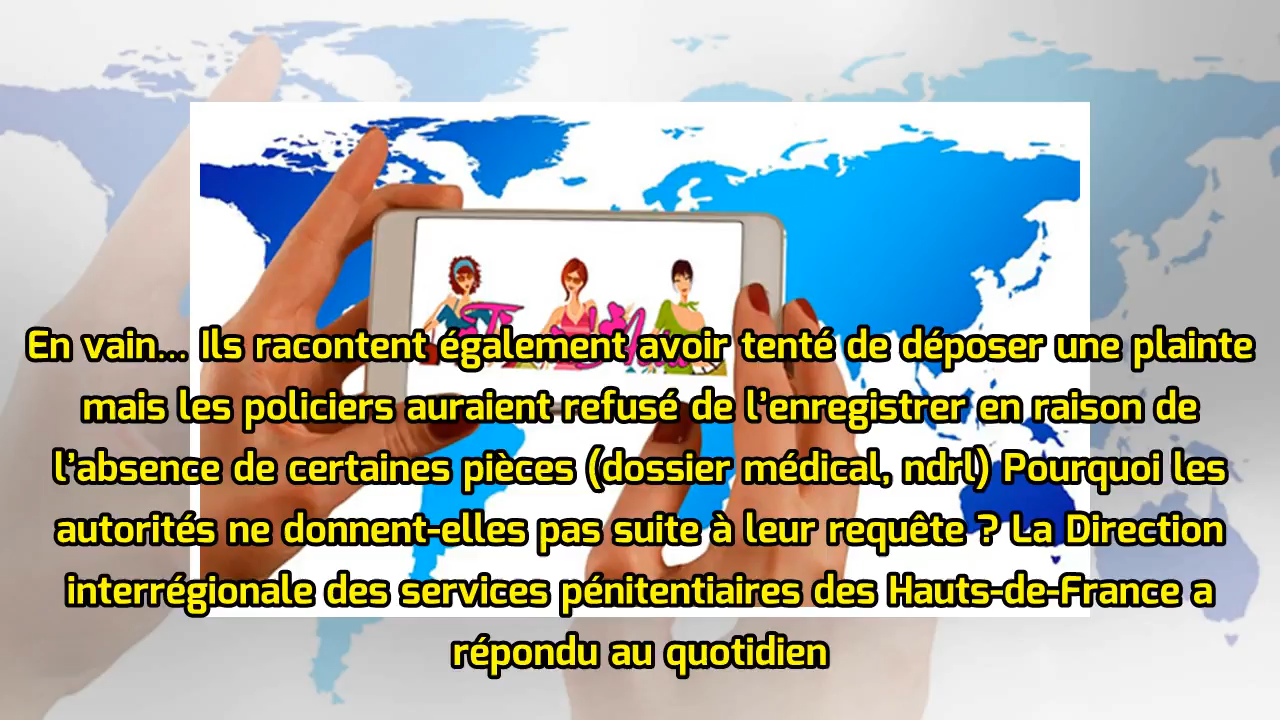 En vain... Ils racontent également avoir tenté de déposer une plainte
mais les policiers auraient refusé de l'enregistrer en raison de
l'absence de certaines pièces (dossier médical, ndrl) Pourquoi les
autorités ne donnent-elles pas suite à leur requête ? La Direction
interrégionale des services pénitentiaires des Hauts-de-France a
répondu au quotidien